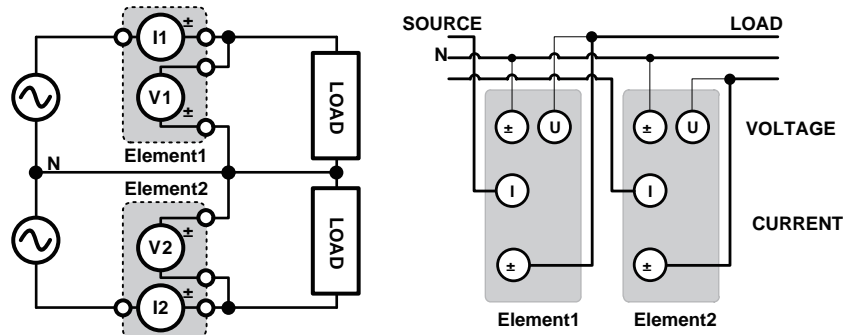 I1
±
V1
±
Element1
LOAD
N
Element2
V2
±
I2
±
LOAD
SOURCE
LOAD
N
±
U
±
U
VOLTAGE
I
I
CURRENT
±
±
Element1
Element2